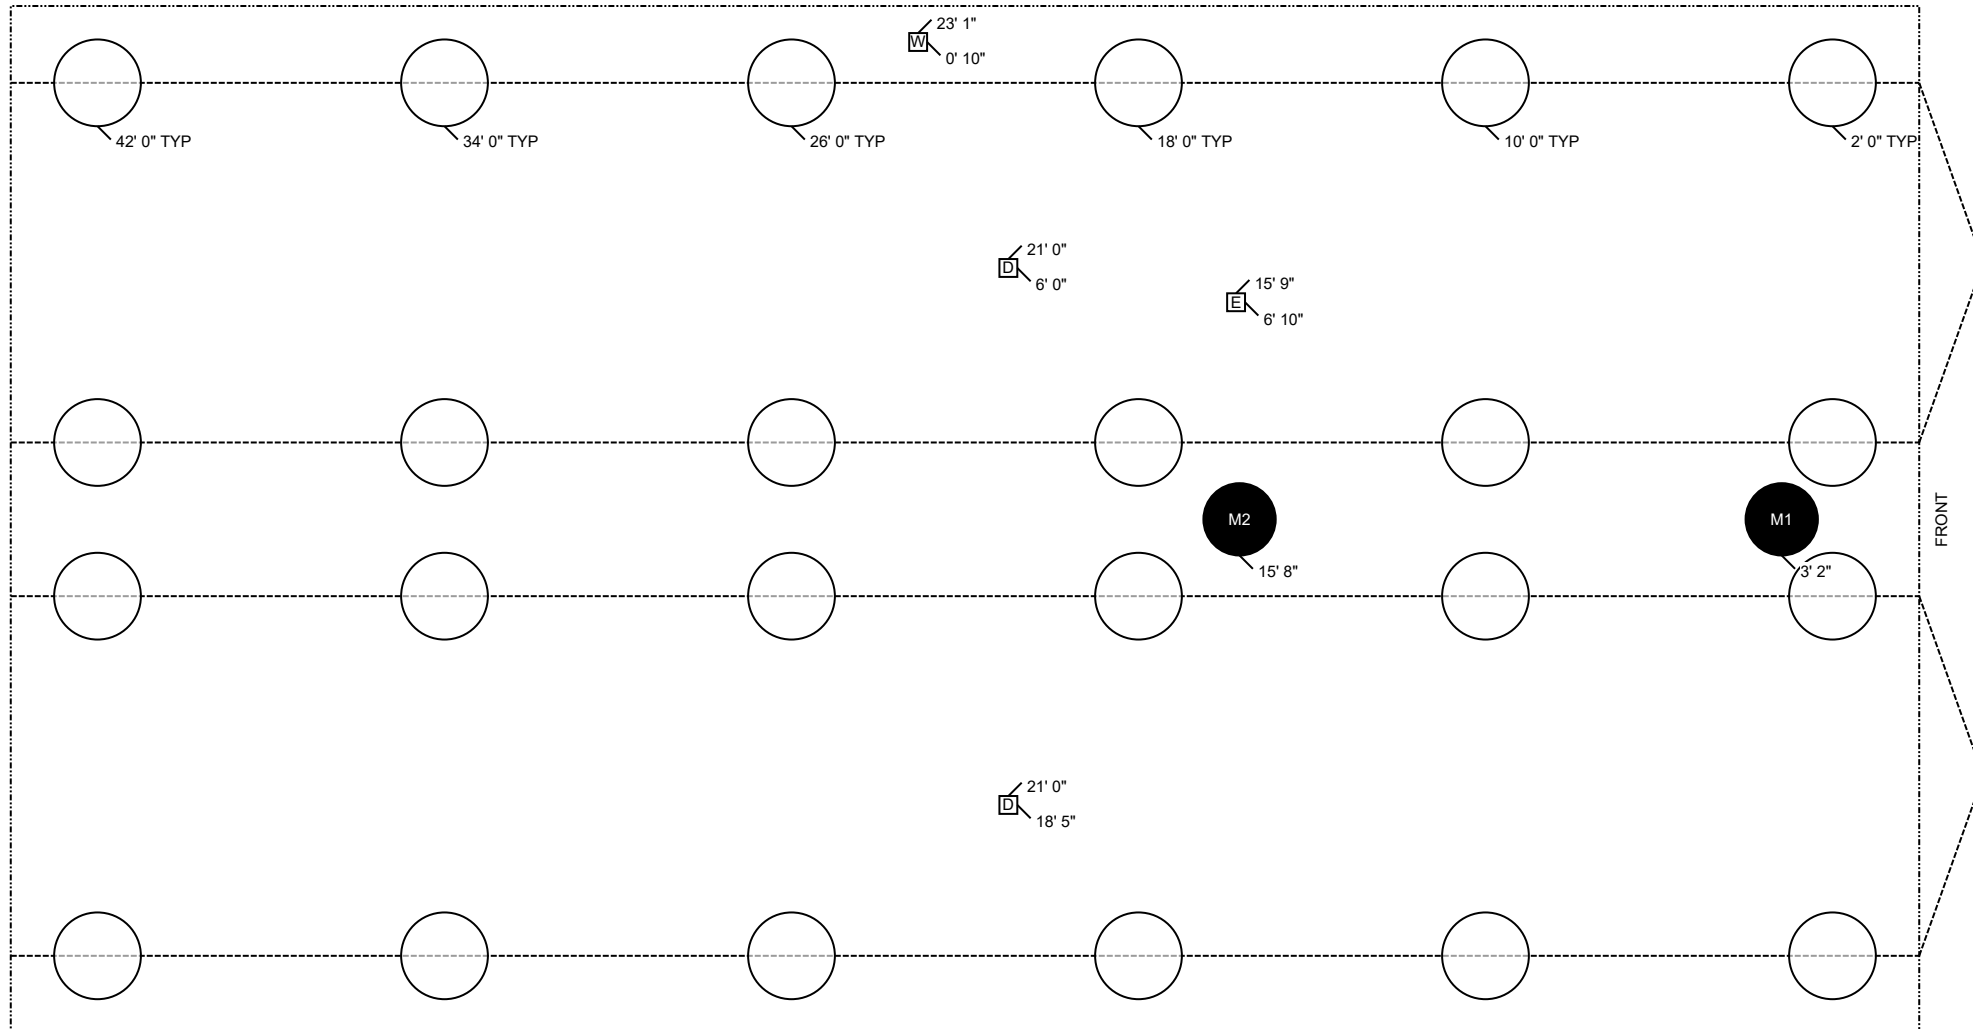 23' 1"
W
0' 10"
42' 0" TYP
34' 0" TYP
26' 0" TYP
18' 0" TYP
10' 0" TYP
2' 0" TYP
21' 0"
D
6' 0"
15' 9"
E
6' 10"
M2
15' 8"
M1
3' 2"
FRONT
21' 0"
D
18' 5"